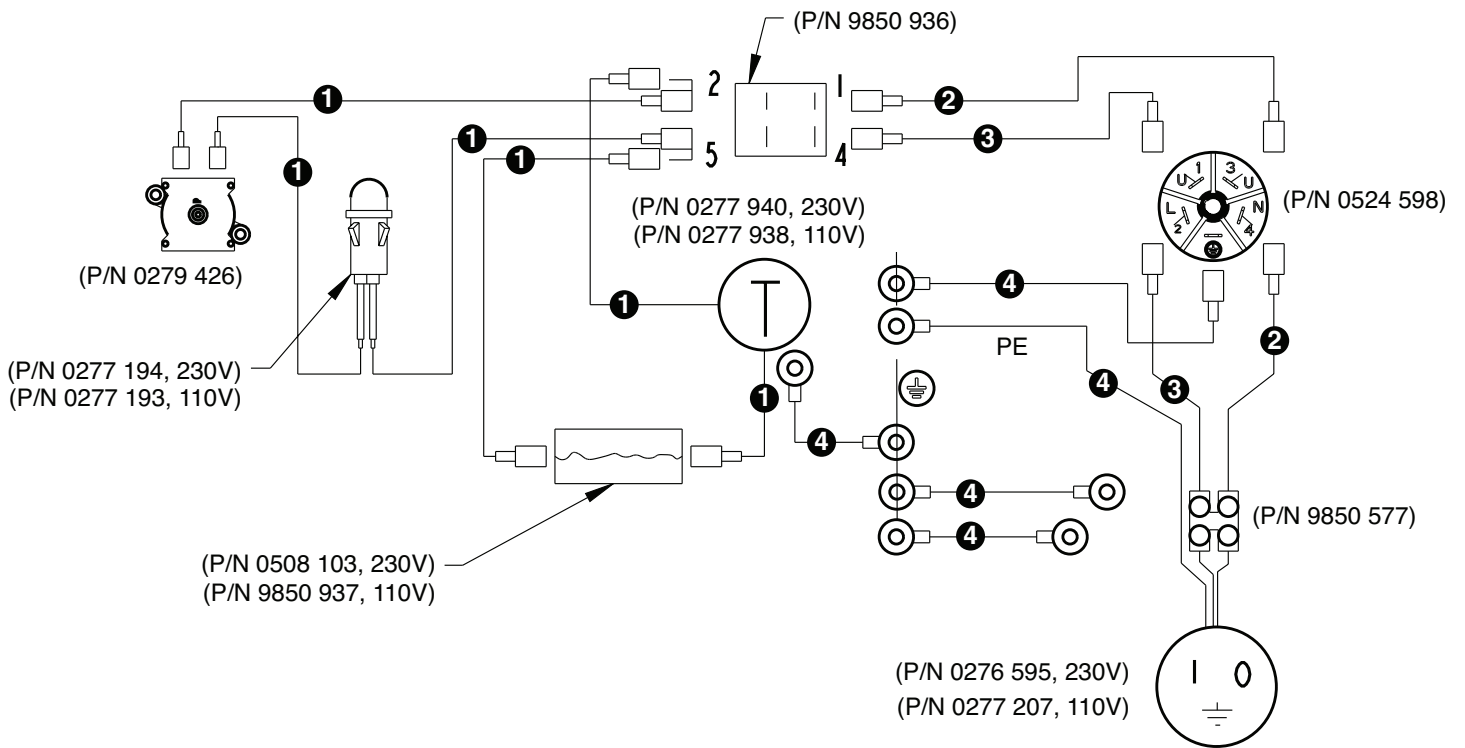 (P/N 9850 936)
1
2
1
2
1
3
1
5
4
1
1 3
U U
L N
2 4
(P/N 0524 598)
(P/N 0277 940, 230V)
(P/N 0277 938, 110V)
(P/N 0279 426)
T
1
4
PE
2
(P/N 0277 194, 230V)
(P/N 0277 193, 110V)
4
3
1
4
4
(P/N 9850 577)
4
(P/N 0508 103, 230V)
(P/N 9850 937, 110V)
(P/N 0276 595, 230V)
(P/N 0277 207, 110V)
I O